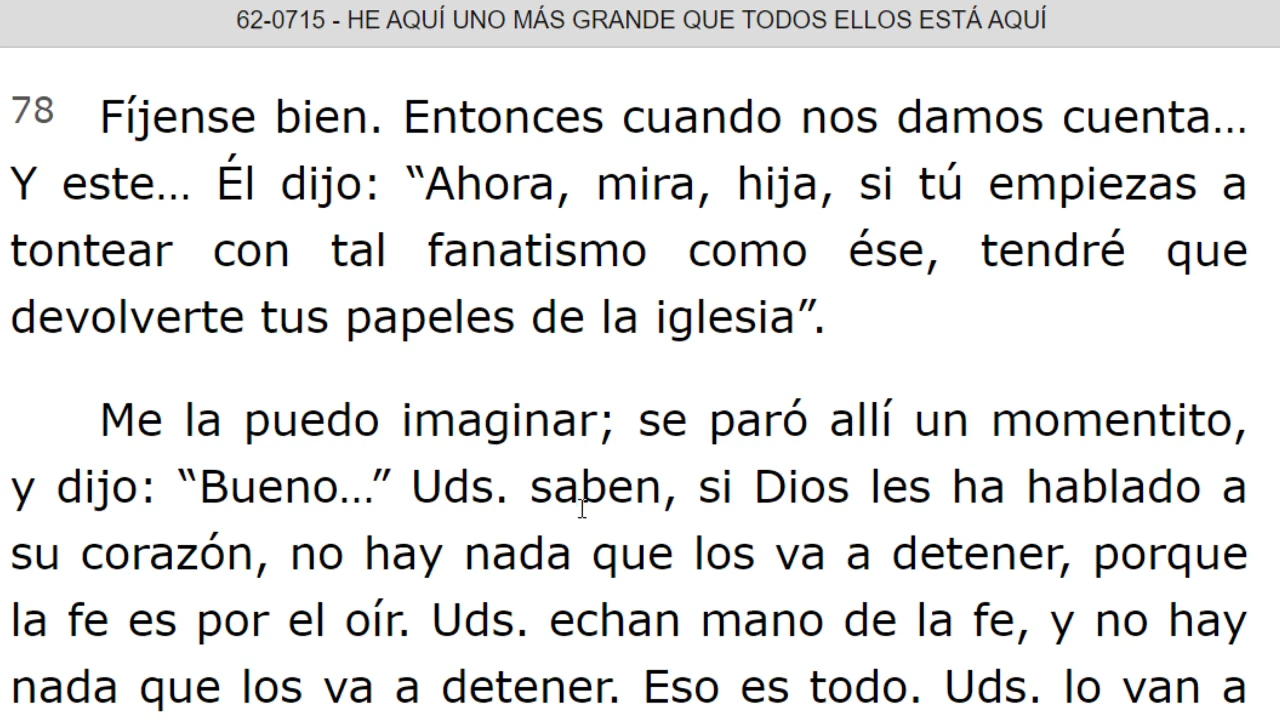 62-0715 - HE AQUÍ UNO MÁS GRANDE QUE TODOS ELLOS ESTÁ AQUÍ
78 Fíjense bien. Entonces cuando nos damos cuenta…
Y este… Él dijo: “Ahora, mira, hija, si tú empiezas a
tontear con tal fanatismo como ése, tendré que
devolverte tus papeles de la iglesia”.
Me la puedo imaginar; se paró allí un momentito,
y dijo: “Bueno…” Uds. saben, si Dios les ha hablado a
su corazón, no hay nada que los va a detener, porque
la fe es por el oír. Uds. echan mano de la fe, y no hay
nada que los va a detener. Eso es todo. Uds. lo van a